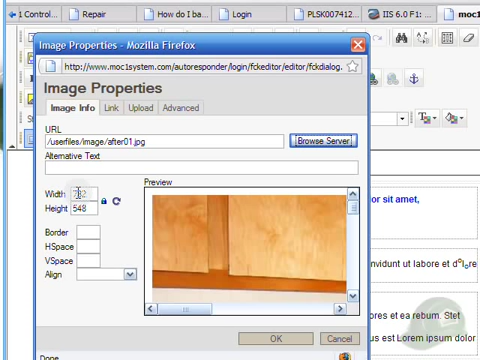 Control...
Repair
How do I ba
Login
PLSK007412
IIS 6.0 F1:
moc1
Image Properties - Mozilla Firefox
http://www.moc1system.com/autoresponder/login/fckeditor/editor/fckdialog.
Image Properties
Image Info
Link
Upload
Advanced
URL
/userfiles/image/after01.jpg
Browse Server
Alternative Text
Width
Height 548
Preview
Border
HSpace
VSpace
Align
OK
Cancel
Done
or sit amet,
nvidunt ut labore et d
ores et ea rebum. Stet
us est Lorem ipsum dolor